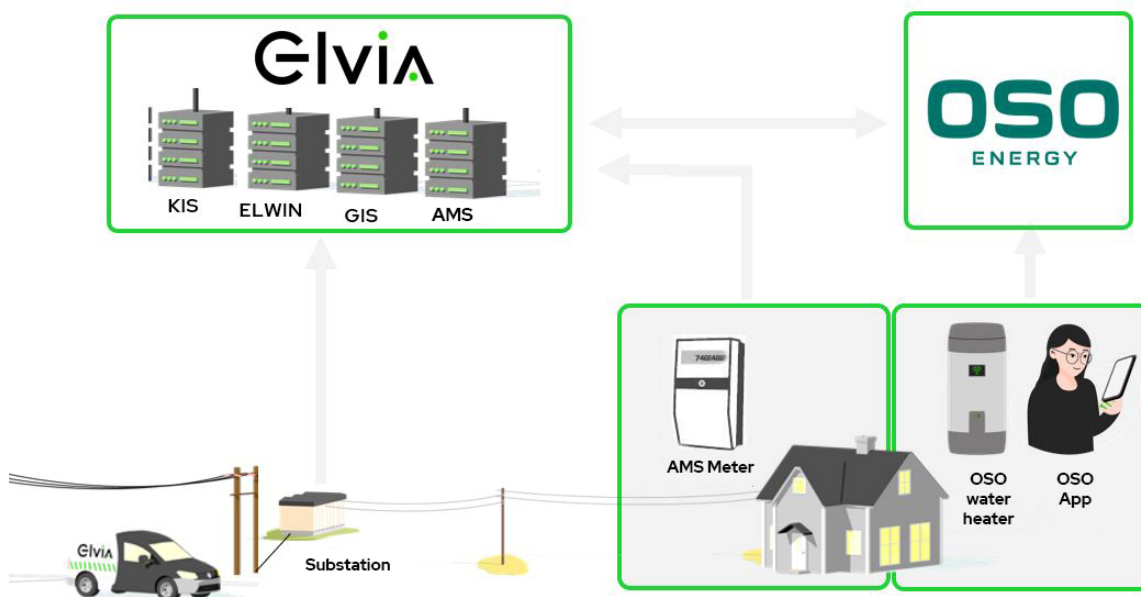 Elvia
OSO
ENERGY
KIS
ELWIN
GIS
AMS
AMS Meter
OSO
water
heater
OSO
App
Substation
Elvia